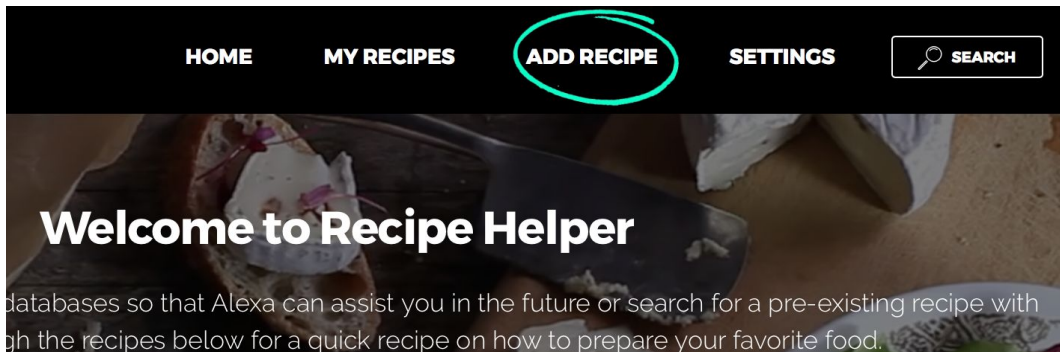 HOME MY RECIPES ADD RECIPE SETTINGS SEARCH
Welcome to Recipe Helper
databases so that Alexa can assist you in the future or search for a pre-existing recipe with
the recipes below for a quick recipe on how to prepare your favorite food.